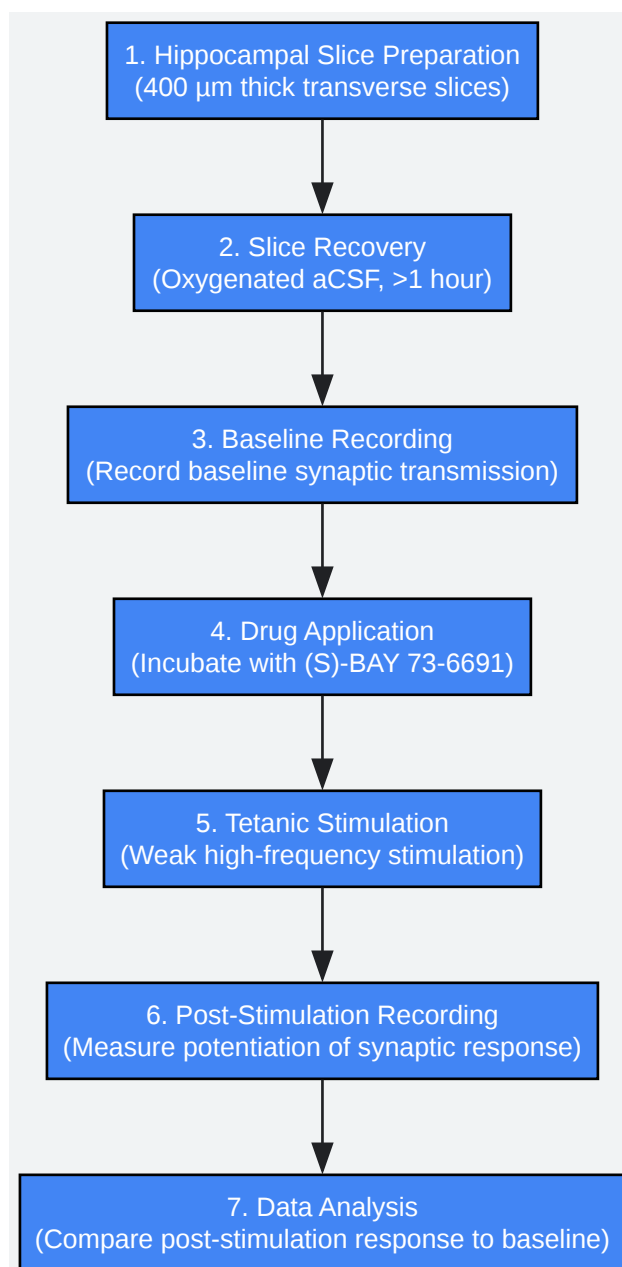 1. Hippocampal Slice Preparation
(400 µm thick transverse slices)
2. Slice Recovery
(Oxygenated aCSF, >1 hour)
3. Baseline Recording
(Record baseline synaptic transmission)
4. Drug Application
(Incubate with (S)-BAY 73-6691)
5. Tetanic Stimulation
(Weak high-frequency stimulation)
6. Post-Stimulation Recording
(Measure potentiation of synaptic response)
7. Data Analysis
(Compare post-stimulation response to baseline)